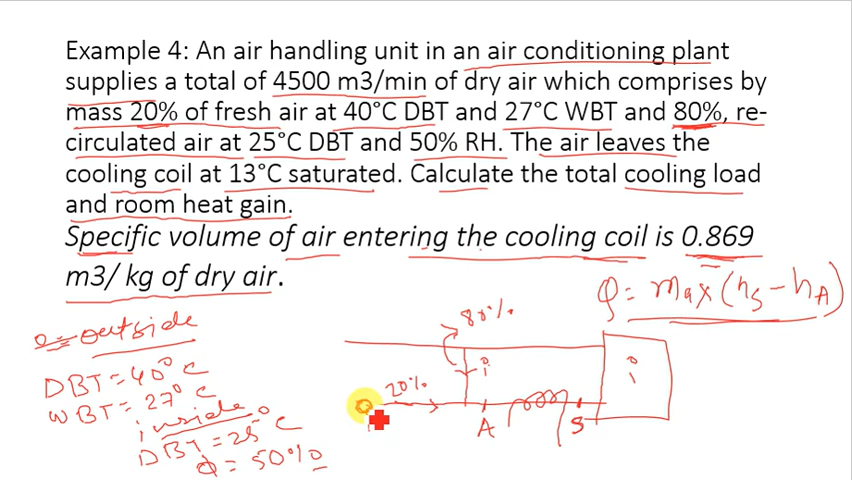 Example 4: An air handling unit in an air conditioning plant
supplies a total of 4500 m3/min of dry air which comprises by
mass 20% of fresh air at 40°C DBT and 27°C WBT and 80%, re-
circulated air at 25°C DBT and 50% RH. The air leaves the
cooling coil at 13°C saturated. Calculate the total cooling load
and room heat gain.
Specific volume of air entering the cooling coil is 0.869
m3/ kg of dry air.
Q = max (hS - hA)
outside
DBT = 40°C
WBT = 27°C
inside
DBT = 25°C
φ = 50%
80%
20%
i
i
A
S